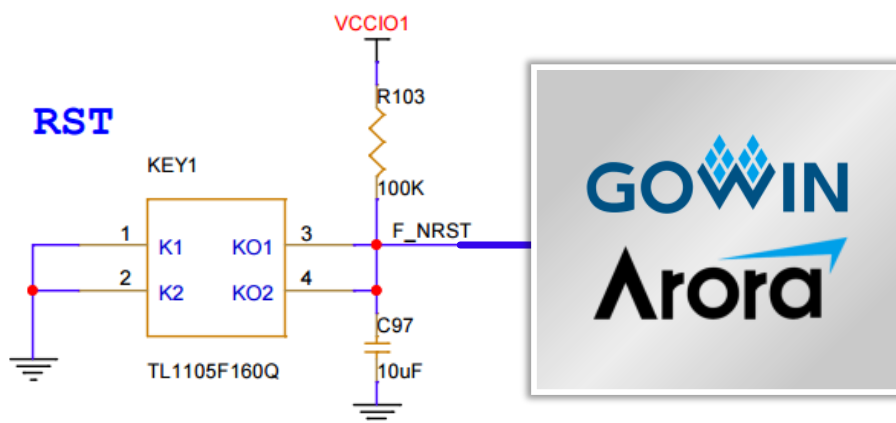 VCCIO1
R103
RST
KEY1
100K
F_NRST
1
K1
KO1
3
2
K2
KO2
4
C97
TL1105F160Q
10uF
GOWIN
Arora